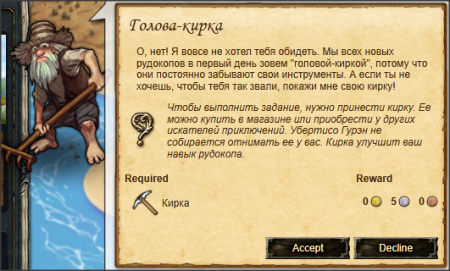 Голова-кирка
О, нет! Я вовсе не хотел тебя обидеть. Мы всех новых
рудокопов в первый день зовем "головой-киркой", потому что
они постоянно забывают свои инструменты. А если ты не
хочешь, чтобы тебя так звали, покажи мне свою кирку!
Чтобы выполнить задание, нужно принести кирку. Ее
можно купить в магазине или приобрести у других
искателей приключений. Убертисо Гурэн не
собирается отнимать ее у вас. Кирка улучшит ваш
навык рудокопа.
Required Reward
Кирка 0 5 0
Accept Decline